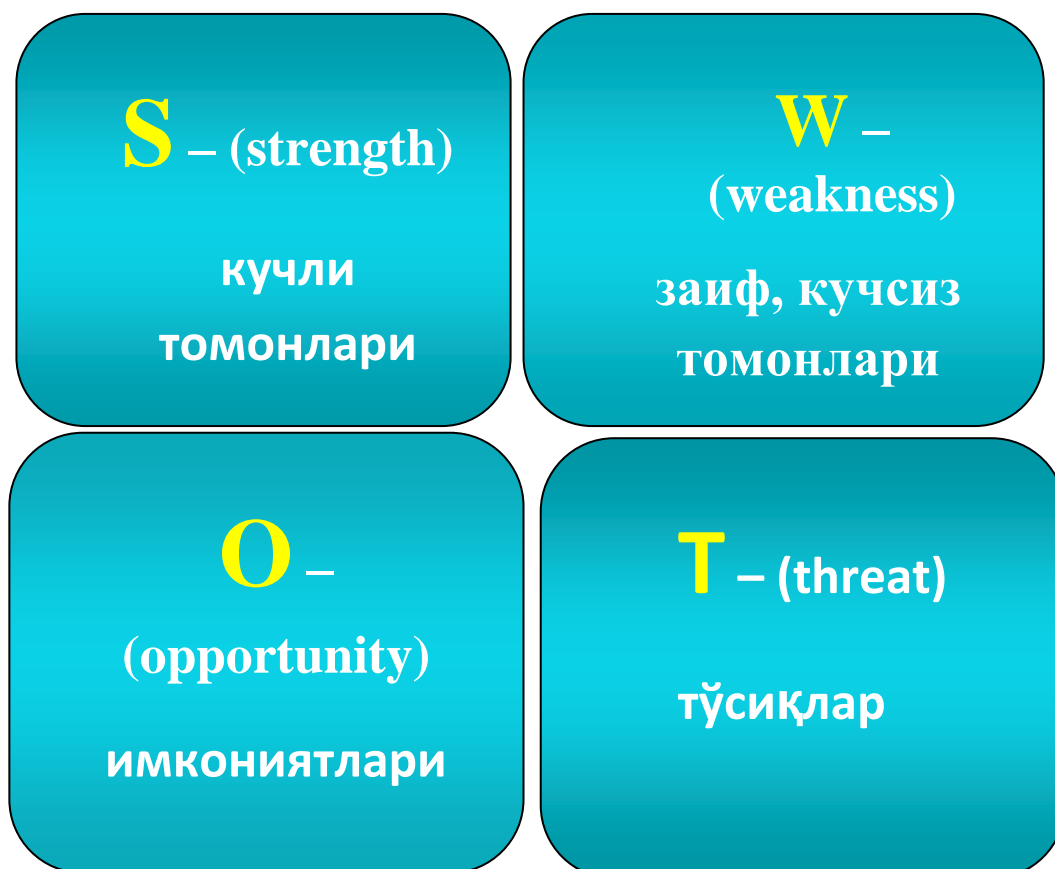 S – (strength)
кучли
томонлари
W –
(weakness)
заиф, кучсиз
томонлари
O –
(opportunity)
имкониятлари
T – (threat)
тўсиқлар